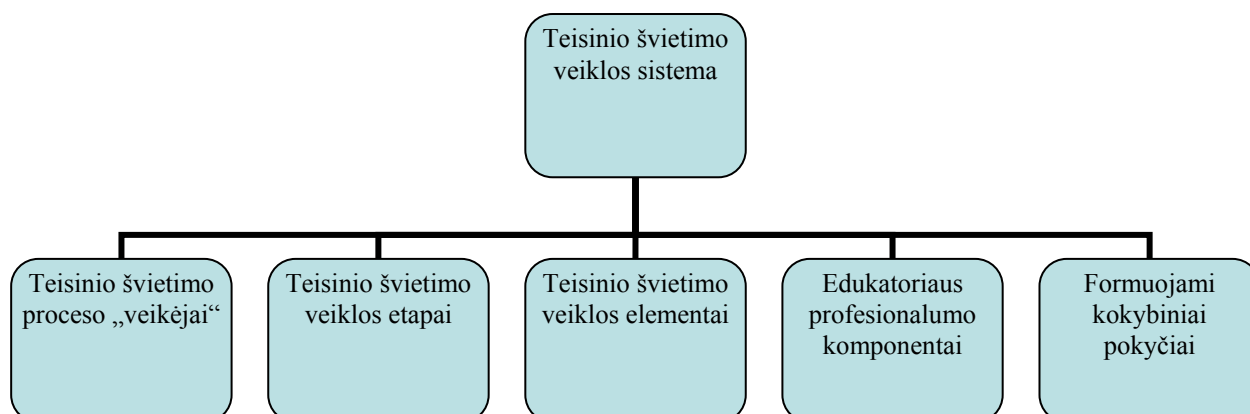 Teisinio švietimo
veiklos sistema
Teisinio švietimo
proceso „veikėjai“
Teisinio švietimo
veiklos etapai
Teisinio švietimo
veiklos elementai
Edukatoriaus
profesionalumo
komponentai
Formuojami
kokybiniai
pokyčiai